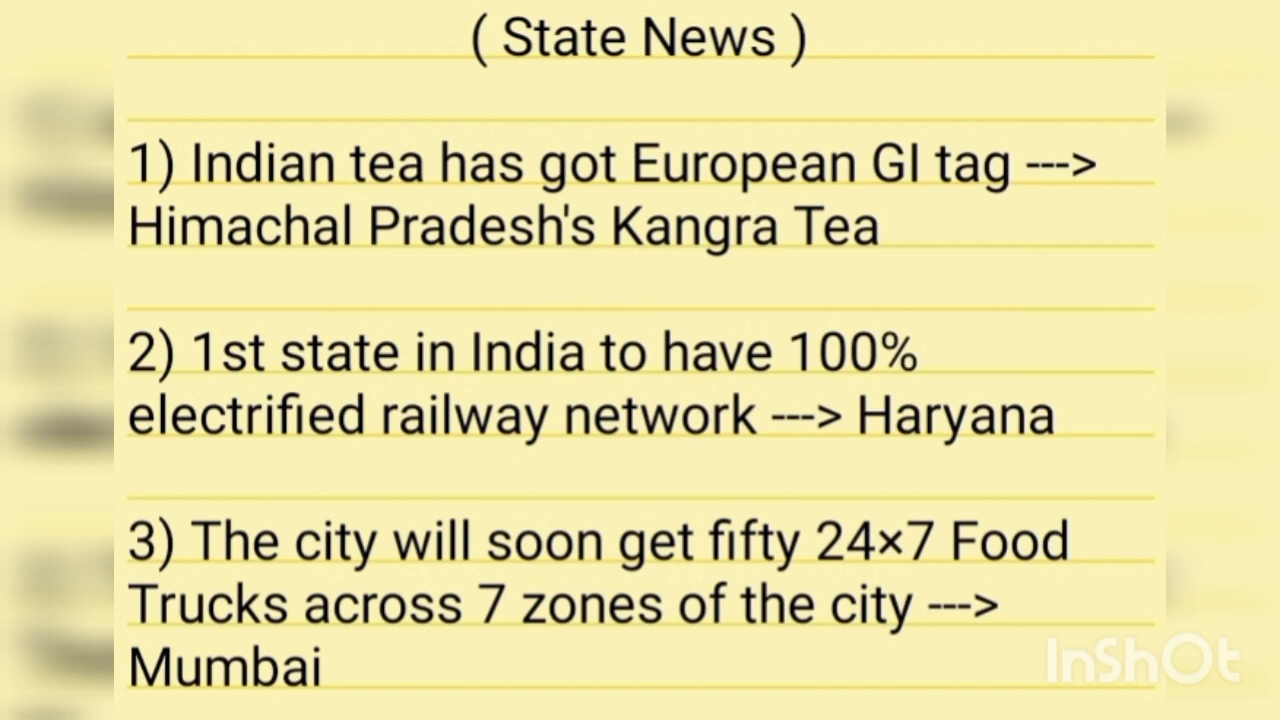 ( State News )
1) Indian tea has got European GI tag --->
Himachal Pradesh's Kangra Tea
2) 1st state in India to have 100%
electrified railway network ---> Haryana
3) The city will soon get fifty 24×7 Food
Trucks across 7 zones of the city --->
Mumbai
InShOt